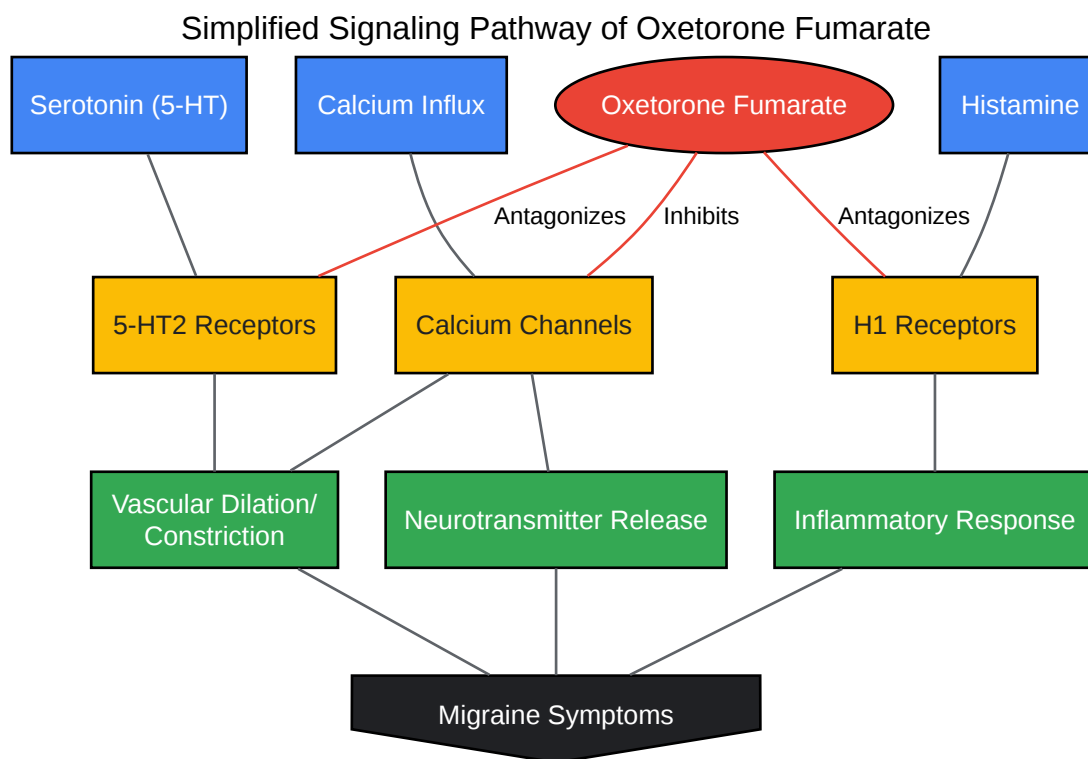 Simplified Signaling Pathway of Oxetorone Fumarate
Serotonin (5-HT)
Calcium Influx
Oxetorone Fumarate
Histamine
Antagonizes
Inhibits
Antagonizes
5-HT2 Receptors
Calcium Channels
H1 Receptors
Vascular Dilation/
Constriction
Neurotransmitter Release
Inflammatory Response
Migraine Symptoms